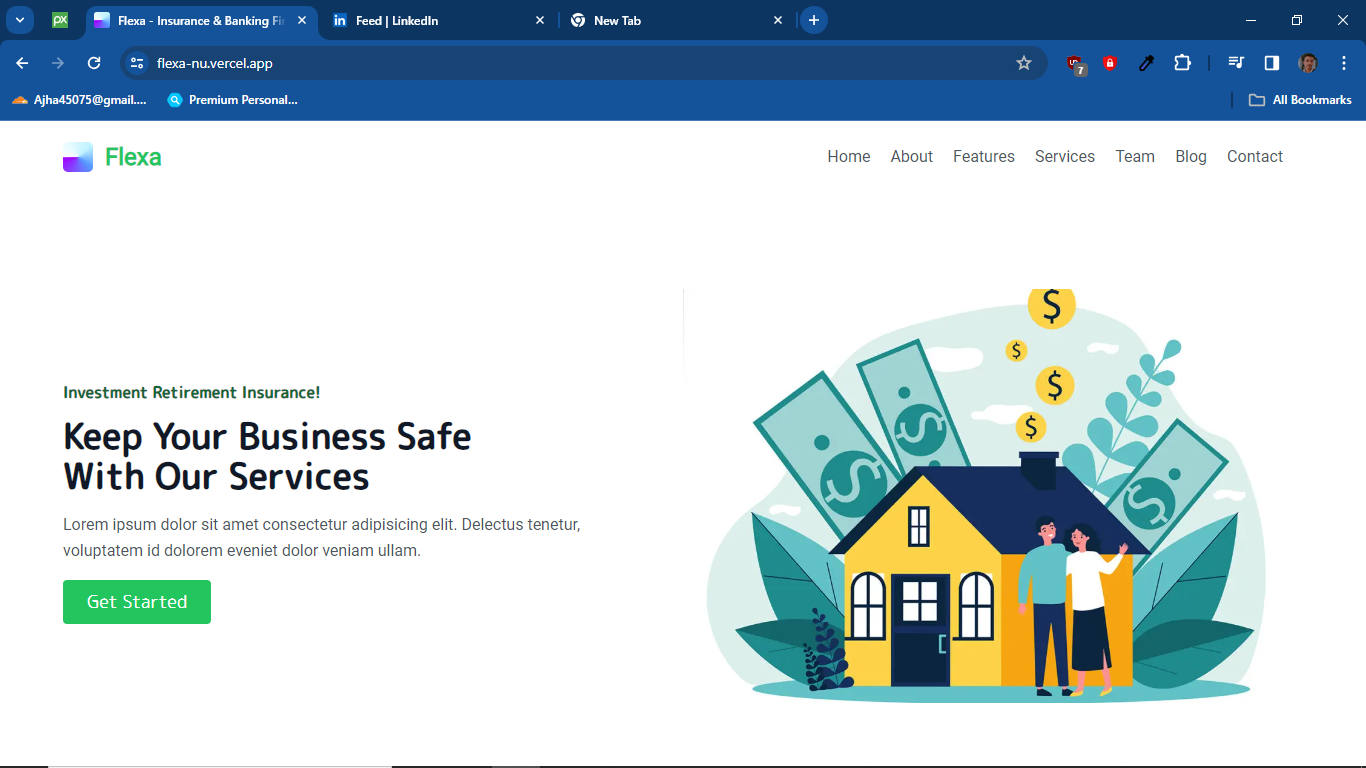 Flexa - Insurance & Banking Fi
Feed | LinkedIn
New Tab
flexa-nu.vercel.app
7
Ajha45075@gmail....
Premium Personal...
All Bookmarks
Flexa
Home About Features Services Team Blog Contact
Investment Retirement Insurance!
Keep Your Business Safe
With Our Services
Lorem ipsum dolor sit amet consectetur adipisicing elit. Delectus tenetur,
voluptatem id dolorem eveniet dolor veniam ullam.
Get Started